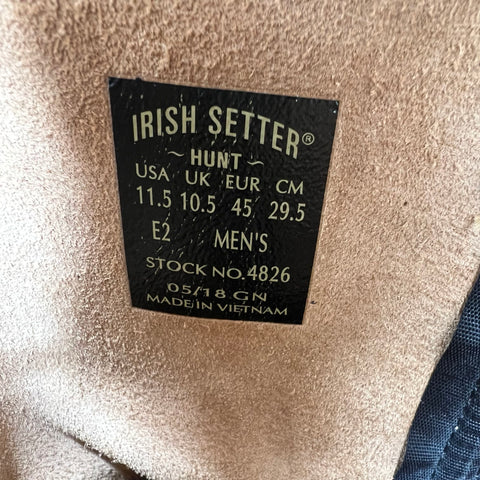 IRISH SETTER®
~HUNT~
USA UK EUR CM
11.5 10.5 45 29.5
E2 MEN'S
STOCK NO.4826
05/18 GN
MADE IN VIETNAM